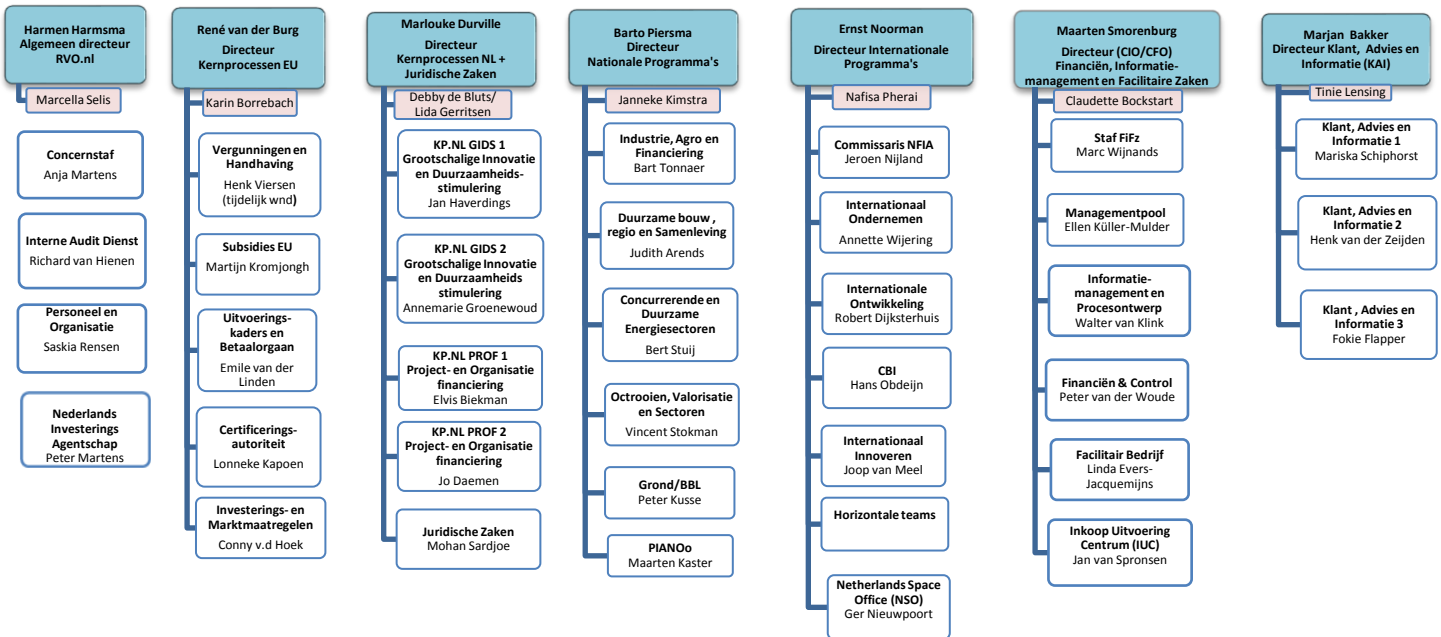 Harmen Harmsma
Algemeen directeur
RVO.nl
Marcella Selis
Concernstaf
Anja Martens
Interne Audit Dienst
Richard van Hienen
Personeel en
Organisatie
Saskia Rensen
Nederlands
Investerings
Agentschap
Peter Martens
René van der Burg
Directeur
Kernprocessen EU
Karin Borrebach
Vergunningen en
Handhaving
Henk Viersen
(tijdelijk wnd)
Subsidies EU
Martijn Kromjongh
Uitvoerings-
kaders en
Betaalorgaan
Emile van der
Linden
Certificerings-
autoriteit
Lonneke Kapoen
Investerings- en
Marktmaatregelen
Conny v.d Hoek
Marlouke Durville
Directeur
Kernprocessen NL +
Juridische Zaken
Debby de Bluts/
Lida Gerritsen
KP.NL GIDS 1
Grootschalige Innovatie
en Duurzaamheids-
stimulering
Jan Haverdings
KP.NL GIDS 2
Grootschalige Innovatie
en Duurzaamheids
stimulering
Annemarie Groenewoud
KP.NL PROF 1
Project- en Organisatie
financiering
Elvis Biekman
KP.NL PROF 2
Project- en Organisatie
financiering
Jo Daemen
Juridische Zaken
Mohan Sardjoe
Barto Piersma
Directeur
Nationale Programma's
Janneke Kimstra
Industrie, Agro en
Financiering
Bart Tonnaer
Duurzame bouw ,
regio en Samenleving
Judith Arends
Concurrerende en
Duurzame
Energiesectoren
Bert Stuij
Octrooien, Valorisatie
en Sectoren
Vincent Stokman
Grond/BBL
Peter Kusse
PIANOo
Maarten Kaster
Ernst Noorman
Directeur Internationale
Programma's
Nafisa Pherai
Commissaris NFIA
Jeroen Nijland
Internationaal
Ondernemen
Annette Wijering
Internationale
Ontwikkeling
Robert Dijksterhuis
CBI
Hans Obdeijn
Internationaal
Innoveren
Joop van Meel
Horizontale teams
Netherlands Space
Office (NSO)
Ger Nieuwpoort
Maarten Smorenburg
Directeur (CIO/CFO)
Financiën, Informatie-
management en Facilitaire Zaken
Claudette Bockstart
Staf FiFz
Marc Wijnands
Managementpool
Ellen Küller-Mulder
Informatie-
management en
Procesontwerp
Walter van Klink
Financiën & Control
Peter van der Woude
Facilitair Bedrijf
Linda Evers-
Jacquemijns
Inkoop Uitvoering
Centrum (IUC)
Jan van Spronsen
Marjan Bakker
Directeur Klant, Advies en
Informatie (KAI)
Tinie Lensing
Klant, Advies en
Informatie 1
Mariska Schiphorst
Klant, Advies en
Informatie 2
Henk van der Zeijden
Klant , Advies en
Informatie 3
Fokie Flapper